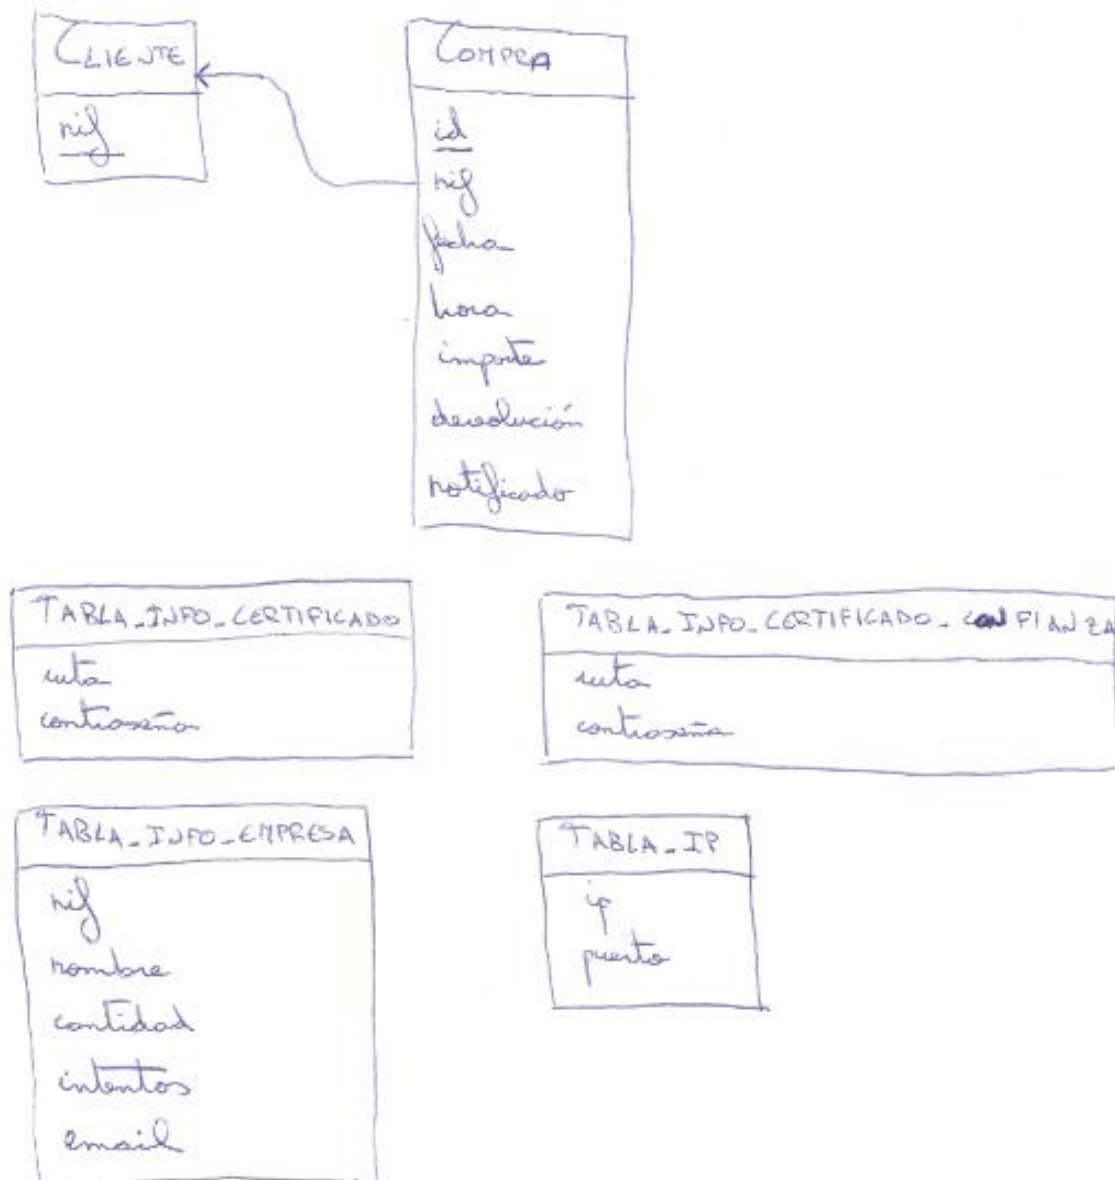 CLIENTE
nif
COMPRA
id
nif
fecha
hora
importe
devolución
notificado
TABLA_INFO_CERTIFICADO
ruta
contraseña
TABLA_INFO_CERTIFICADO_CONFIANZA
ruta
contraseña
TABLA_INFO_EMPRESA
nif
nombre
cantidad
intentos
email
TABLA_IP
ip
puerto